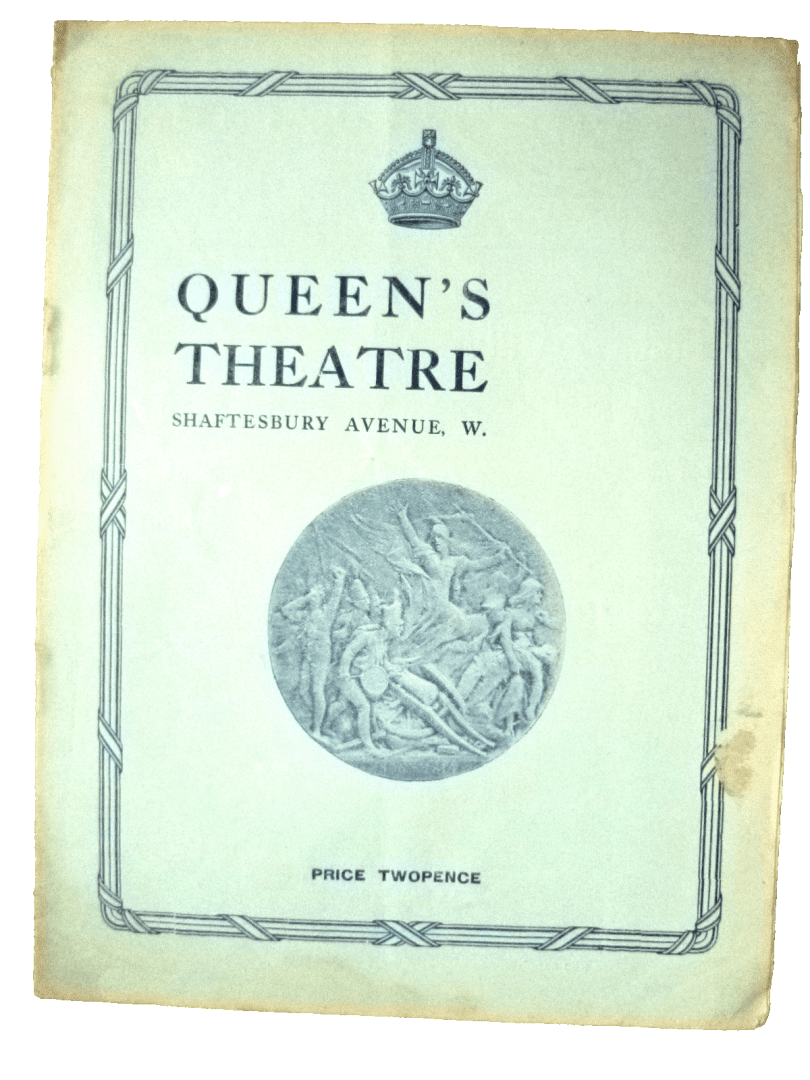 QUEEN'S
THEATRE
SHAFTESBURY AVENUE, W.
PRICE TWOPENCE